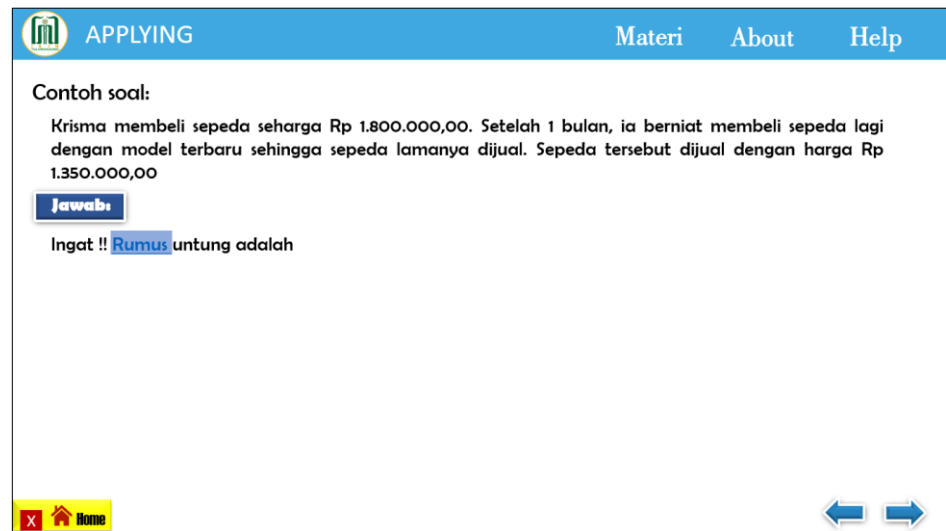 APPLYING
Materi About Help
Contoh soal:
Krisma membeli sepeda seharga Rp 1.800.000,00. Setelah 1 bulan, ia berniat membeli sepeda lagi
dengan model terbaru sehingga sepeda lamanya dijual. Sepeda tersebut dijual dengan harga Rp
1.350.000,00
Jawab:
Ingat !! Rumus untung adalah
X Home